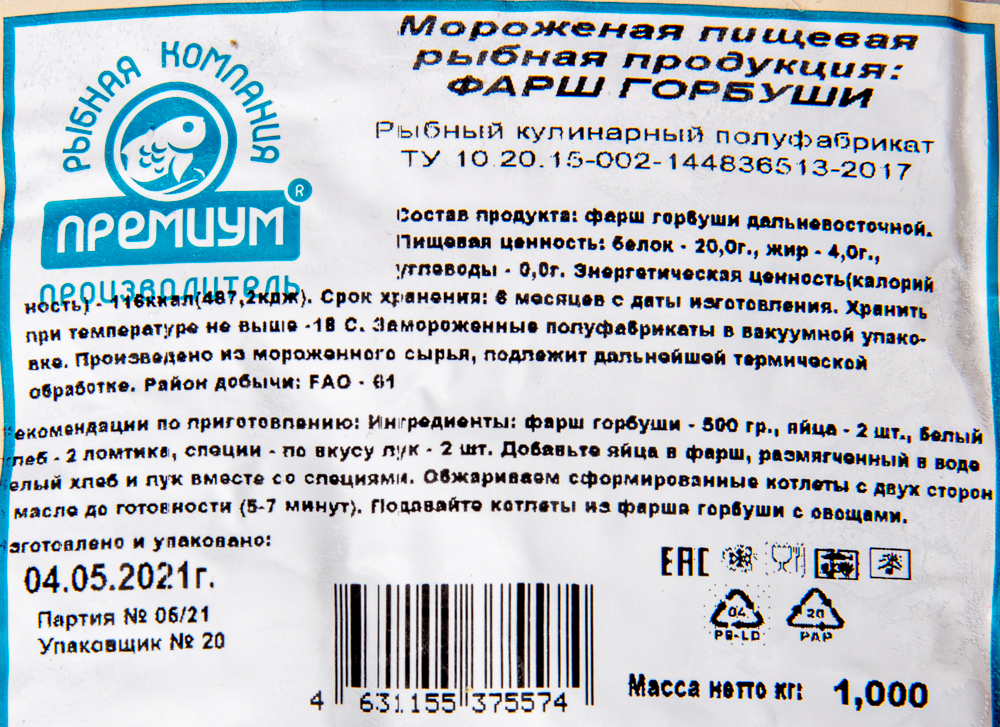 РЫБНАЯ КОМПАНИЯ
ПРЕМИУМ
®
ПРОИЗВОДИТЕЛЬ
Мороженая пищевая
рыбная продукция:
ФАРШ ГОРБУШИ
Рыбный кулинарный полуфабрикат
ТУ 10.20.15-002-144836513-2017
Состав продукта: фарш горбуши дальневосточной.
Пищевая ценность: белок - 20,0г., жир - 4,0г.,
углеводы - 0,0г. Энергетическая ценность(калорий
ность) - 116ккал(487,2кдж). Срок хранения: 6 месяцев с даты изготовления. Хранить
при температуре не выше -18 С. Замороженные полуфабрикаты в вакуумной упако-
вке. Произведено из мороженного сырья, подлежит дальнейшей термической
обработке. Район добычи: FAO - 61
екомендации по приготовлению: Ингредиенты: фарш горбуши - 500 гр., яйца - 2 шт., белый
леб - 2 ломтика, специи - по вкусу лук - 2 шт. Добавьте яйца в фарш, размягченный в воде
елый хлеб и лук вместе со специями. Обжариваем сформированные котлеты с двух сторон
масле до готовности (5-7 минут). Подавайте котлеты из фарша горбуши с овощами.
зготовлено и упаковано:
04.05.2021г.
Партия № 06/21
Упаковщик № 20
EAC
04
PE-LD
20
PAP
4 631155 375574
Масса нетто кг: 1,000